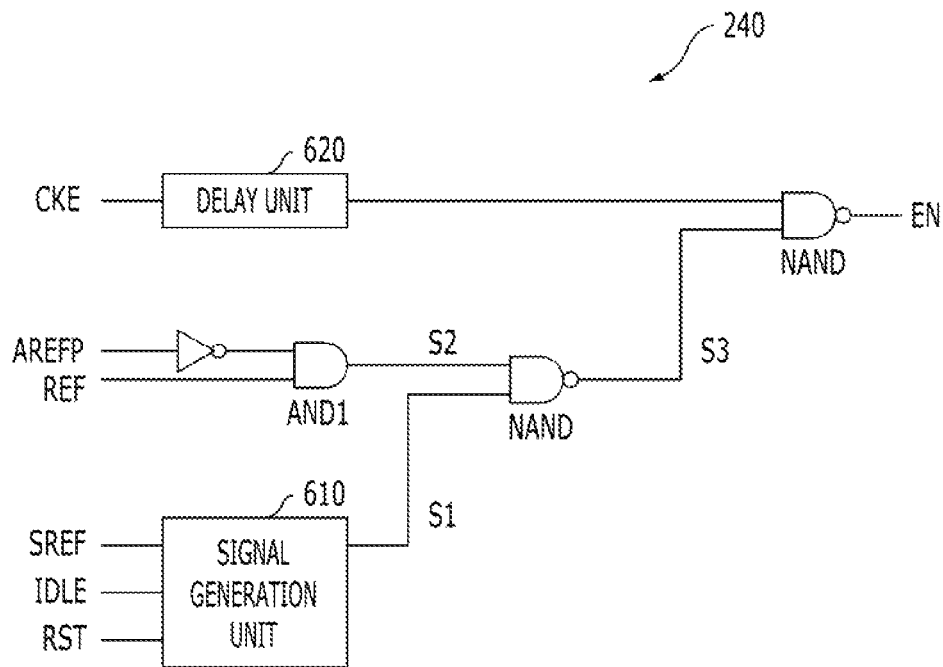 240
620
CKE
DELAY UNIT
EN
NAND
AREFP
S2
S3
REF
AND1
NAND
610
S1
SREF
SIGNAL
IDLE
GENERATION
UNIT
RST